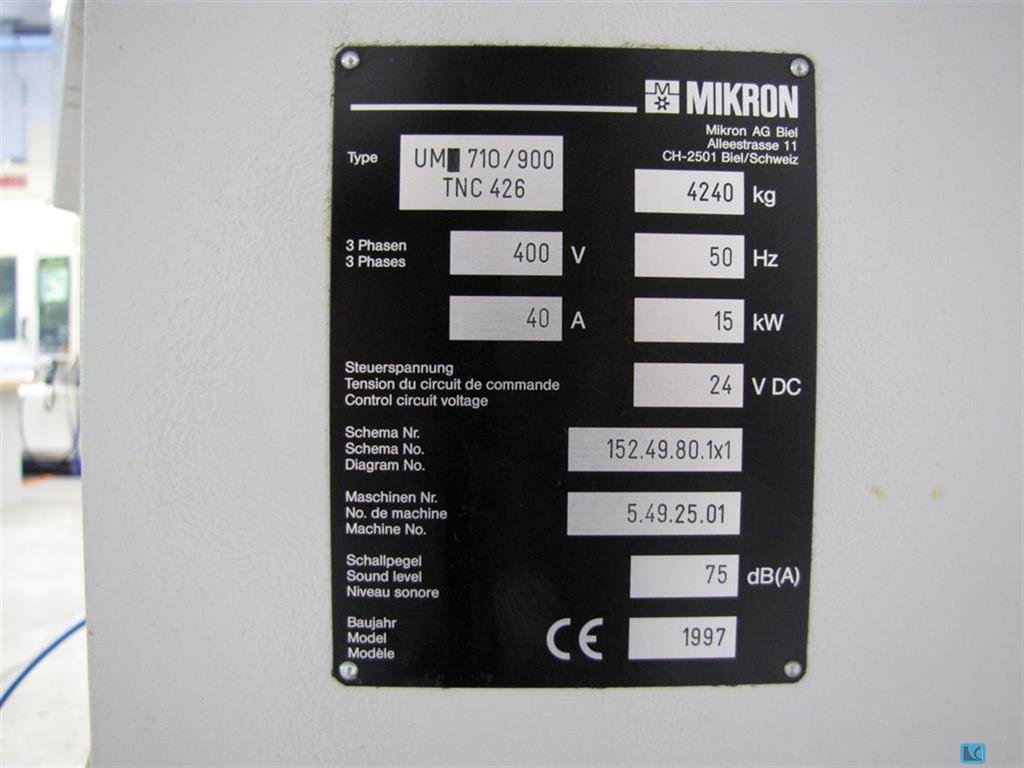 MIKRON
Mikron AG Biel
Alleestrasse 11
CH-2501 Biel/Schweiz
Type
UM 710/900
TNC 426
4240 kg
3 Phasen
3 Phases
400 V
50 Hz
40 A
15 kW
Steuerspannung
Tension du circuit de commande
Control circuit voltage
24 V DC
Schema Nr.
Schema No.
Diagram No.
152.49.80.1x1
Maschinen Nr.
No. de machine
Machine No.
5.49.25.01
Schallpegel
Sound level
Niveau sonore
75 dB(A)
Baujahr
Model
Modèle
CE
1997